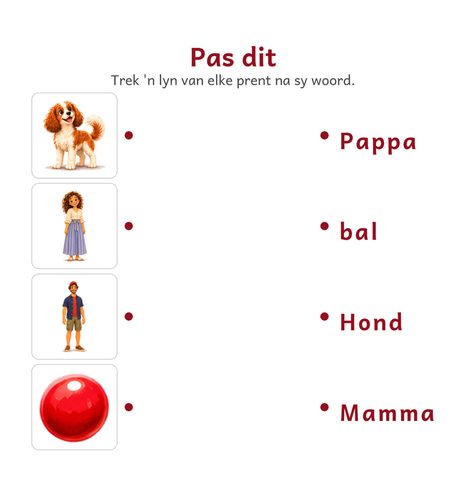 Pas dit
Trek 'n lyn van elke prent na sy woord.
Pappa
bal
Hond
Mamma